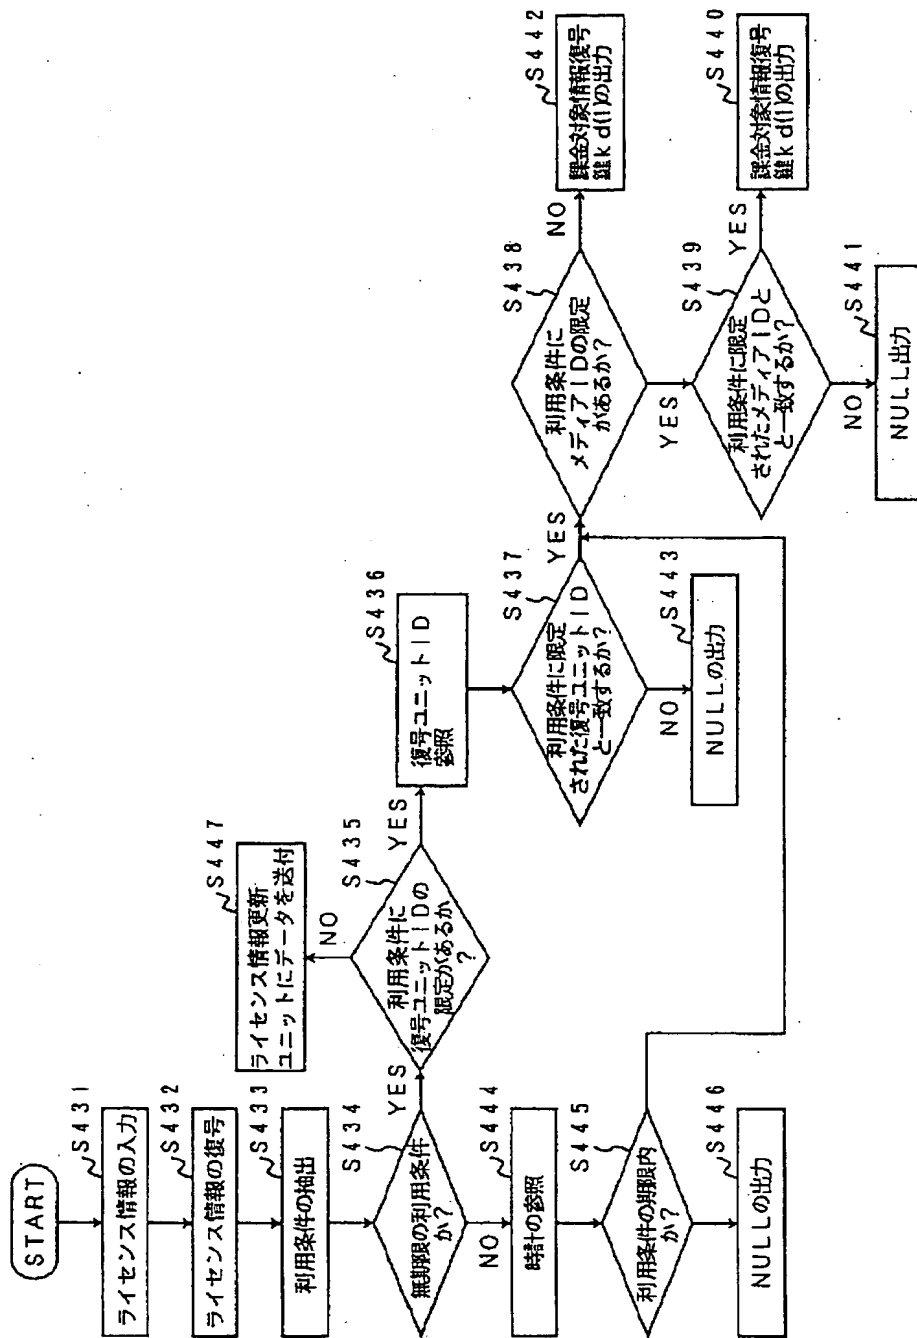 START
S431
ライセンス情報の入力
S432
ライセンス情報の復号
S433
利用条件の抽出
S434
無期限の利用条件
か?
YES
NO
S444
時計の参照
S445
利用条件の期限内
か?
S446
NULLの出力
S447
ライセンス情報更新
ユニットにデータを送付
NO
S435
利用条件に
復号ユニットIDの
限定があるか
?
YES
S436
復号ユニットID
参照
S437
利用条件に限定
された復号ユニットID
と一致するか?
YES
NO
S443
NULLの出力
S438
利用条件に
メディアIDの限定
があるか?
NO
YES
S442
課金対象情報復号
鍵kd(I)の出力
S439
利用条件に限定
されたメディアIDと
と一致するか?
YES
NO
S440
課金対象情報復号
鍵kd(I)の出力
S441
NULL出力